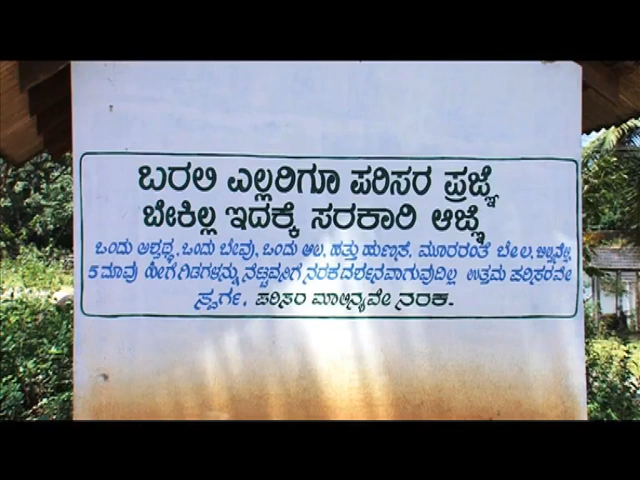 ಬರಲಿ ಎಲ್ಲರಿಗೂ ಪರಿಸರ ಪ್ರಜ್ಞೆ
ಬೇಕಿಲ್ಲ ಇದಕ್ಕೆ ಸರಕಾರಿ ಆಜ್ಞೆ
ಒಂದು ಅಶ್ವಥ್ಥ, ಒಂದು ಬೇವು, ಒಂದು ಆಲ, ಹತ್ತು ಹುಣಸೆ, ಮೂರರಂತೆ ಬೇಲ,
5 ಮಾವು ಹೀಗೆ ಗಿಡಗಳನ್ನು ನೆಟ್ಟವರಿಗೆ ನರಕದರ್ಶನವಾಗುವುದಿಲ್ಲ ಉತ್ತಮ ಪರಿಸರವೇ
ಸ್ವರ್ಗ, ಪರಿಸರ ಮಾಲಿನ್ಯವೇ ನರಕ.